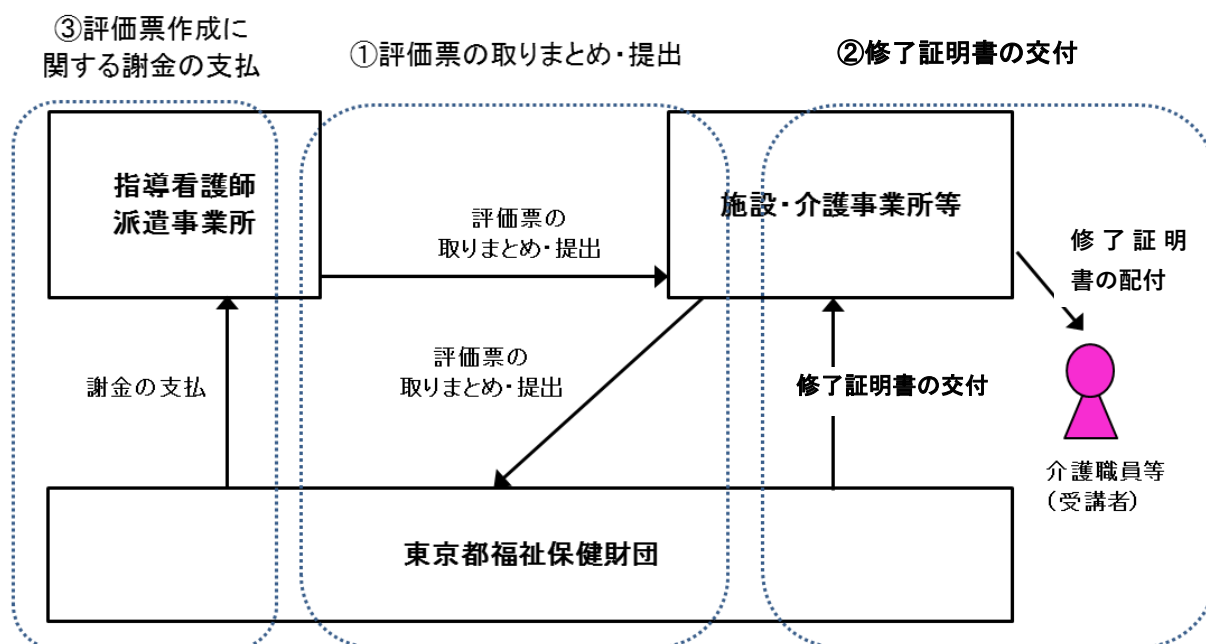 ③評価票作成に
関する謝金の支払
①評価票の取りまとめ・提出
②修了証明書の交付
指導看護師
派遣事業所
施設・介護事業所等
評価票の
取りまとめ・提出
修了証明
書の配付
評価票の
取りまとめ・提出
謝金の支払
修了証明書の交付
介護職員等
（受講者）
東京都福祉保健財団